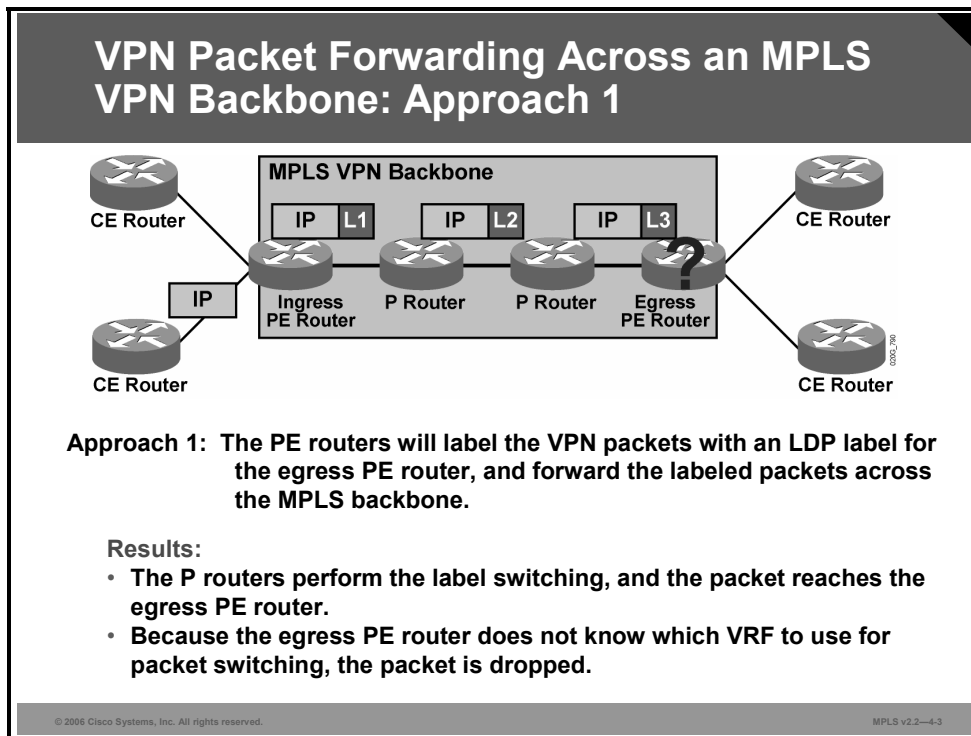 VPN Packet Forwarding Across an MPLS
VPN Backbone: Approach 1
MPLS VPN Backbone
CE Router
IP L1
IP L2
IP L3
CE Router
?
IP
Ingress
PE Router
P Router
P Router
Egress
PE Router
CE Router
CE Router
020G_790
Approach 1: The PE routers will label the VPN packets with an LDP label for
the egress PE router, and forward the labeled packets across
the MPLS backbone.
Results:
• The P routers perform the label switching, and the packet reaches the
egress PE router.
• Because the egress PE router does not know which VRF to use for
packet switching, the packet is dropped.
© 2006 Cisco Systems, Inc. All rights reserved.
MPLS v2.2—4-3